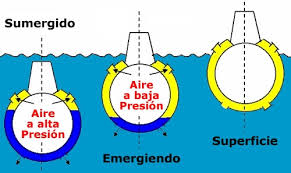 Sumergido
Aire
a alta
Presión
Aire
a baja
Presión
Emergiendo
Superficie